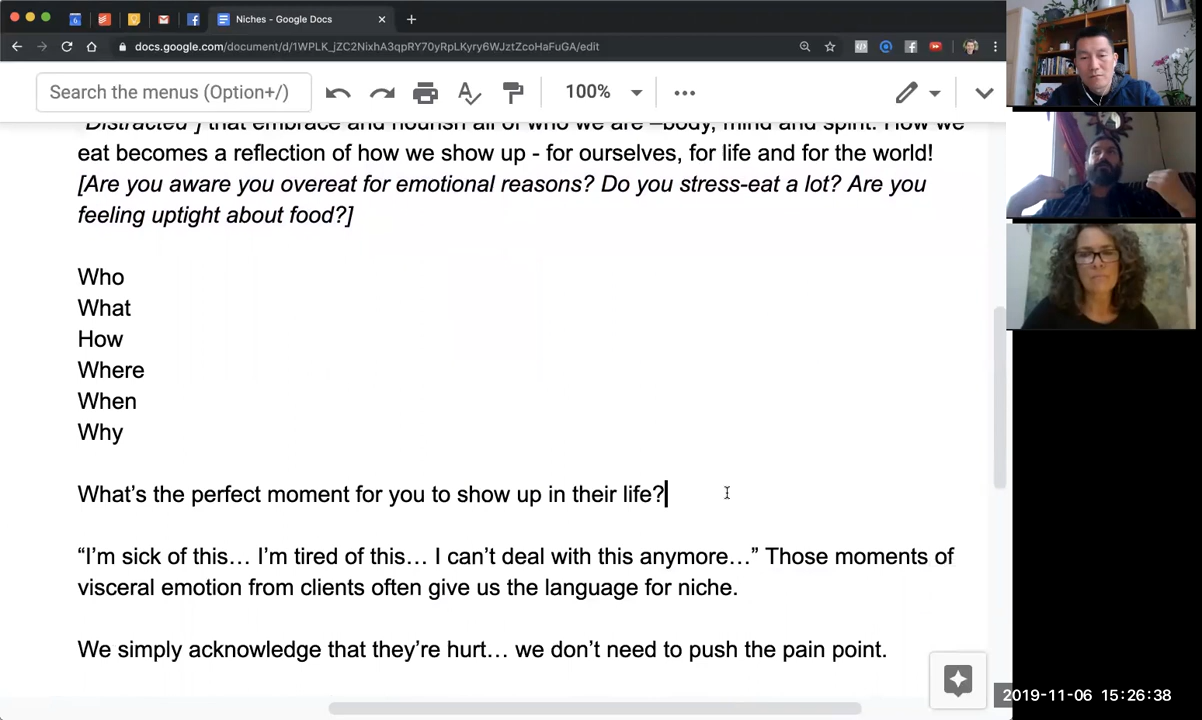 Niches - Google Docs
docs.google.com/document/d/1WPLK_jZC2NixhA3qpRY70yRpLKyry6WJztZcoHaFuGA/edit
Search the menus (Option+/)
100%
"Distracted"] that embrace and nourish all of who we are –body, mind and spirit. How we
eat becomes a reflection of how we show up - for ourselves, for life and for the world!
[Are you aware you overeat for emotional reasons? Do you stress-eat a lot? Are you
feeling uptight about food?]
Who
What
How
Where
When
Why
What's the perfect moment for you to show up in their life?
“I'm sick of this… I'm tired of this… I can't deal with this anymore…” Those moments of
visceral emotion from clients often give us the language for niche.
We simply acknowledge that they're hurt… we don't need to push the pain point.
2019-11-06 15:26:38